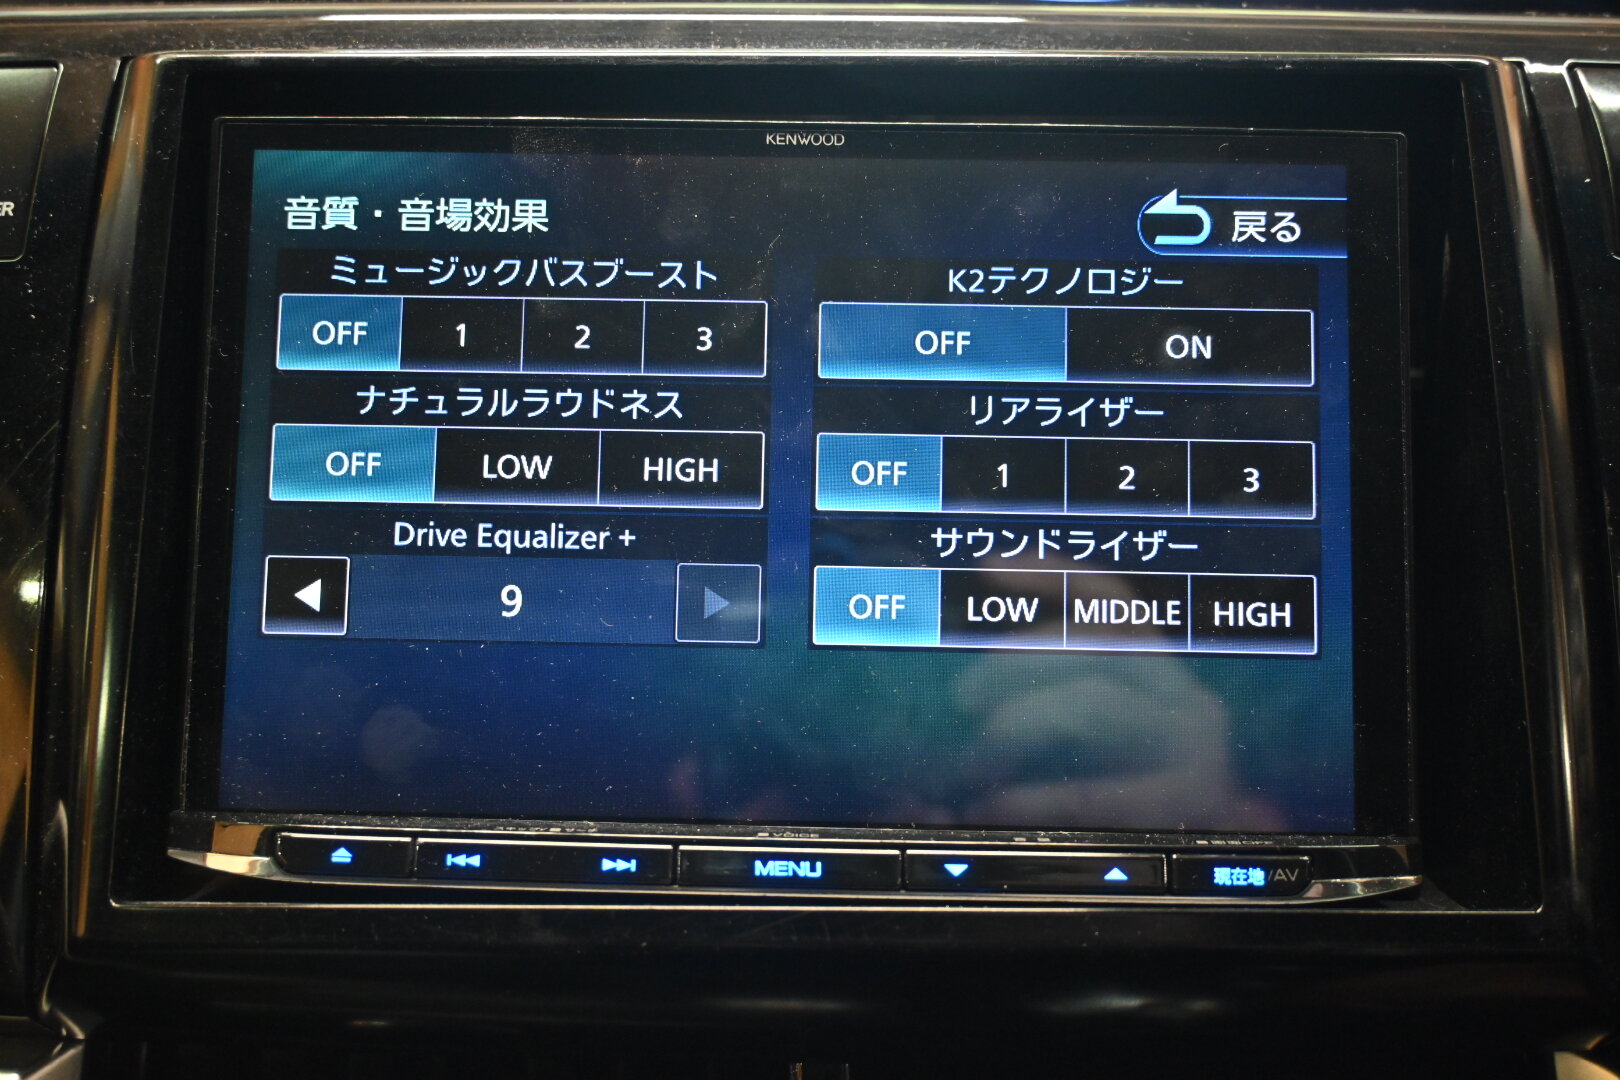 KENWOOD
音質・音場効果
戻る
ミュージックバスブースト
OFF 1 2 3
K2テクノロジー
OFF ON
ナチュラルラウドネス
OFF LOW HIGH
リアライザー
OFF 1 2 3
Drive Equalizer +
9
サウンドライザー
OFF LOW MIDDLE HIGH
VOICE
MENU
現在地/AV